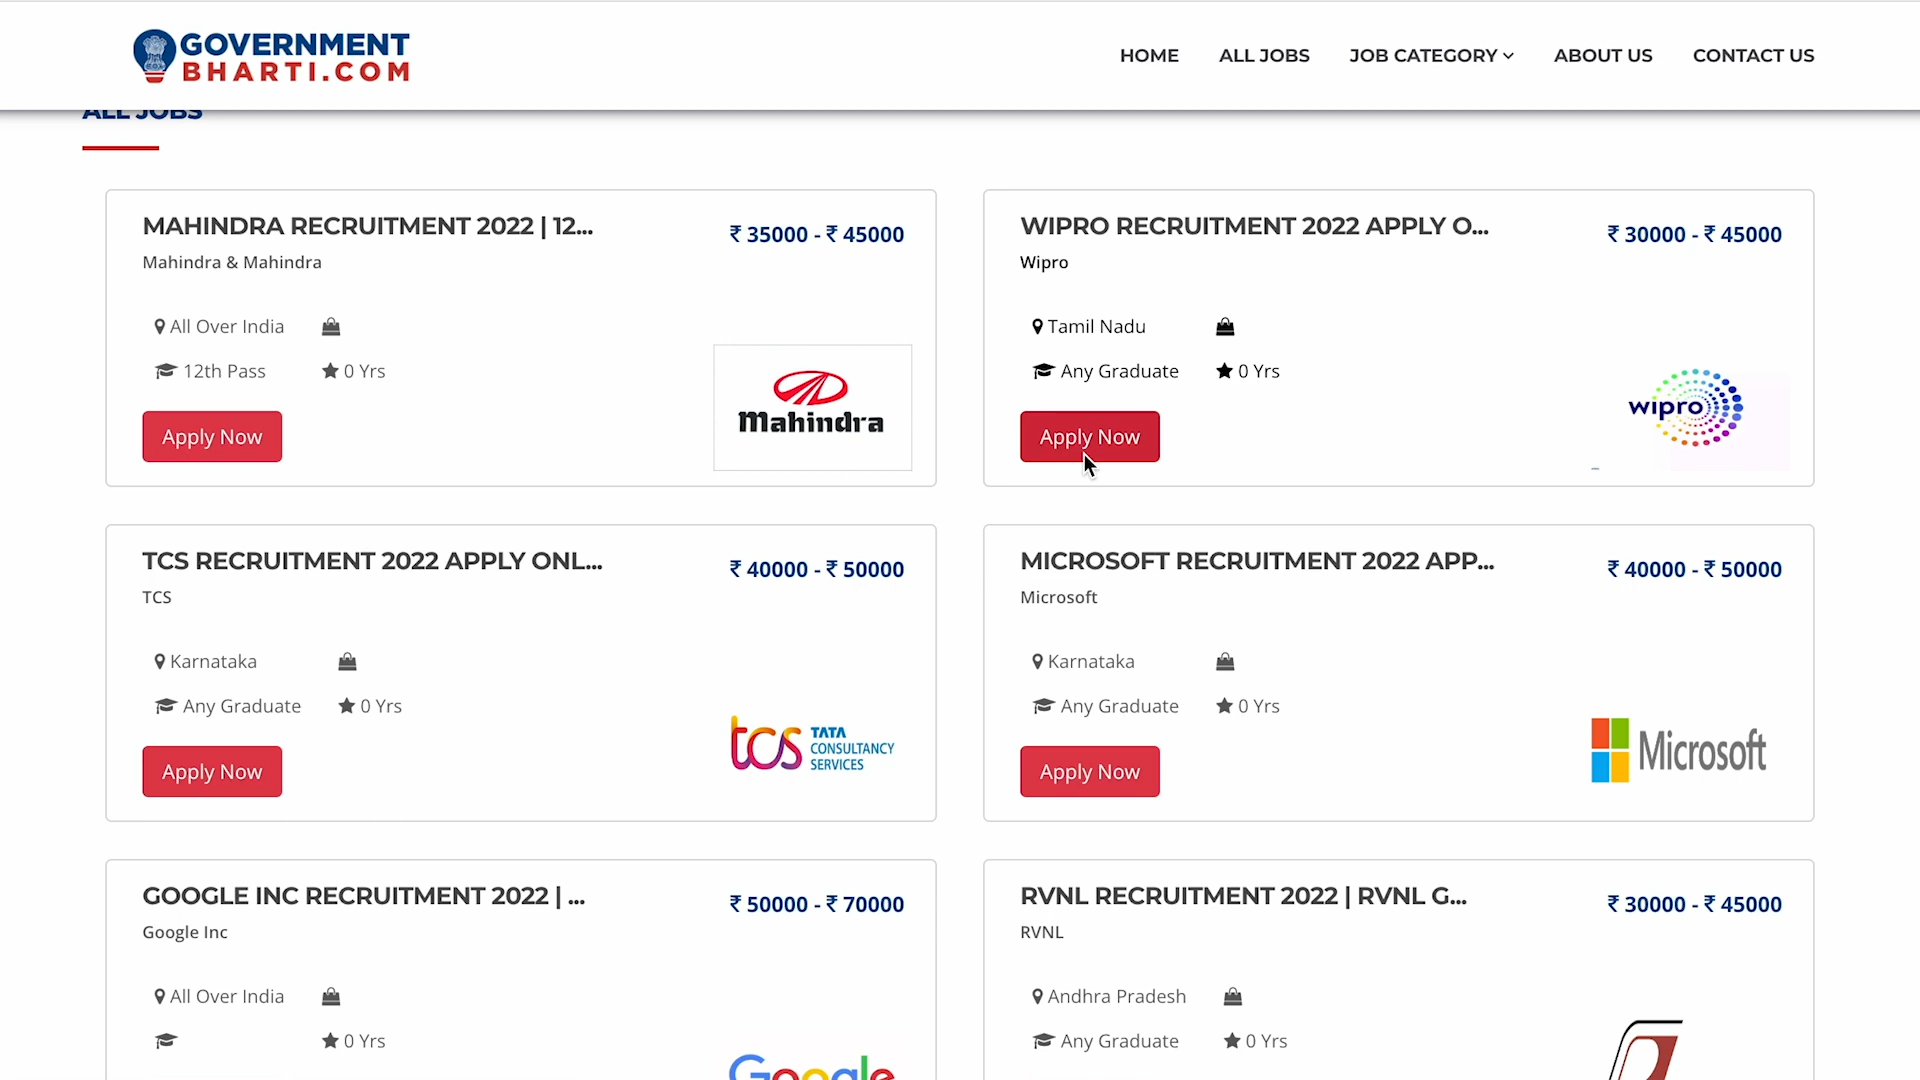 GOVERNMENT
BHARTI.COM
HOME
ALL JOBS
JOB CATEGORY
ABOUT US
CONTACT US
ALL JOBS
MAHINDRA RECRUITMENT 2022 | 12...
₹ 35000 - ₹ 45000
Mahindra & Mahindra
All Over India
12th Pass
0 Yrs
Apply Now
Mahindra
WIPRO RECRUITMENT 2022 APPLY O...
₹ 30000 - ₹ 45000
Wipro
Tamil Nadu
Any Graduate
0 Yrs
Apply Now
wipro
TCS RECRUITMENT 2022 APPLY ONL...
₹ 40000 - ₹ 50000
TCS
Karnataka
Any Graduate
0 Yrs
Apply Now
tcs
TATA
CONSULTANCY
SERVICES
MICROSOFT RECRUITMENT 2022 APP...
₹ 40000 - ₹ 50000
Microsoft
Karnataka
Any Graduate
0 Yrs
Apply Now
Microsoft
GOOGLE INC RECRUITMENT 2022 | ...
₹ 50000 - ₹ 70000
Google Inc
All Over India
0 Yrs
Google
RVNL RECRUITMENT 2022 | RVNL G...
₹ 30000 - ₹ 45000
RVNL
Andhra Pradesh
Any Graduate
0 Yrs